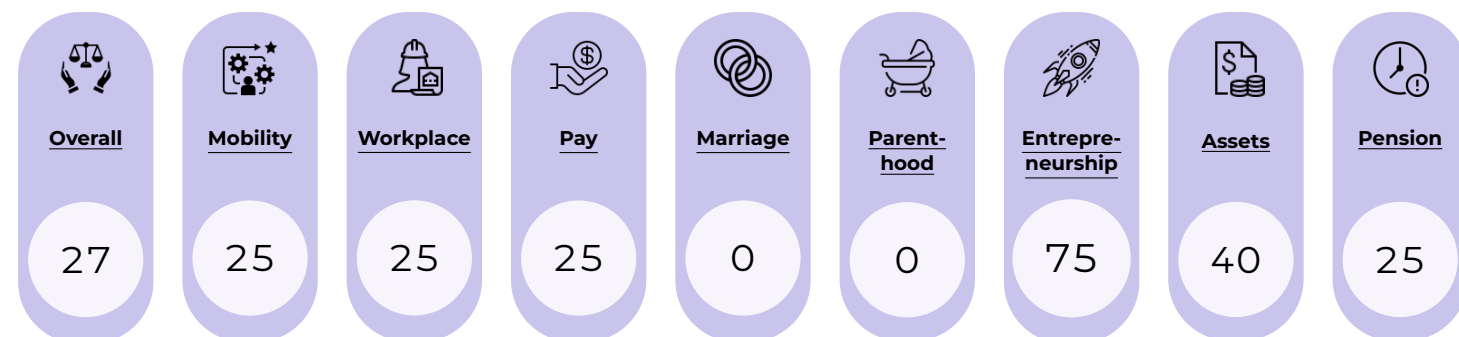 Overall
Mobility
Workplace
Pay
Marriage
Parent-
hood
Entrepre-
neurship
Assets
Pension
27
25
25
25
0
0
75
40
25